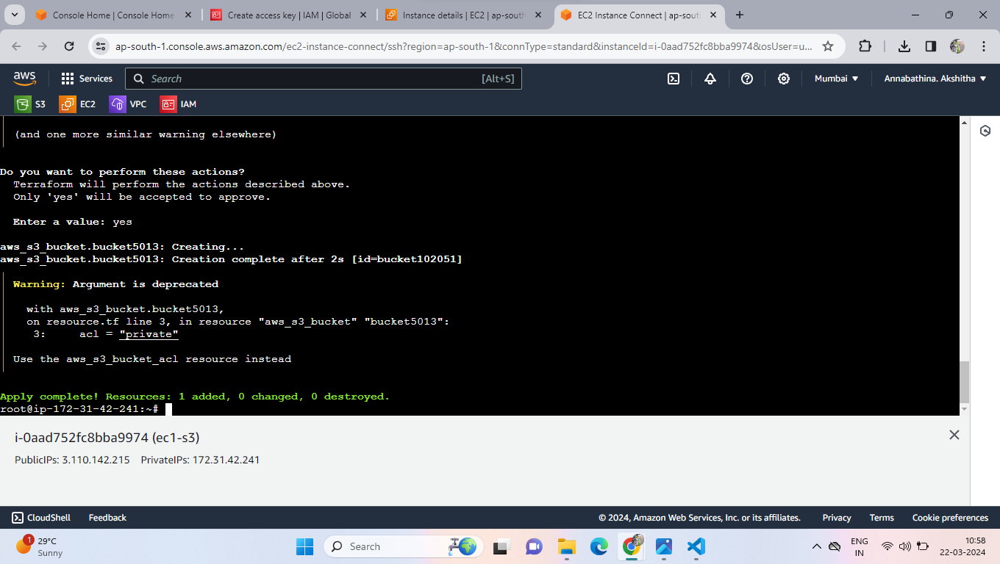 Console Home | Console Home
Create access key | IAM | Global
Instance details | EC2 | ap-south
EC2 Instance Connect | ap-sout
ap-south-1.console.aws.amazon.com/ec2-instance-connect/ssh?region=ap-south-1&connType=standard&instanceId=i-0aad752fc8bba9974&osUser=u...
aws
Services
Search
[Alt+S]
Mumbai
Annabathina. Akshitha
S3
EC2
VPC
IAM
(and one more similar warning elsewhere)
Do you want to perform these actions?
Terraform will perform the actions described above.
Only 'yes' will be accepted to approve.
Enter a value: yes
aws_s3_bucket.bucket5013: Creating...
aws_s3_bucket.bucket5013: Creation complete after 2s [id=bucket102051]
Warning: Argument is deprecated
with aws_s3_bucket.bucket5013,
on resource.tf line 3, in resource "aws_s3_bucket" "bucket5013":
3: acl = "private"
Use the aws_s3_bucket_acl resource instead
Apply complete! Resources: 1 added, 0 changed, 0 destroyed.
root@ip-172-31-42-241:~#
i-0aad752fc8bba9974 (ec1-s3)
PublicIPs: 3.110.142.215 PrivateIPs: 172.31.42.241
CloudShell
Feedback
© 2024, Amazon Web Services, Inc. or its affiliates.
Privacy
Terms
Cookie preferences
1
29°C
Sunny
Search
ENG
IN
10:58
22-03-2024